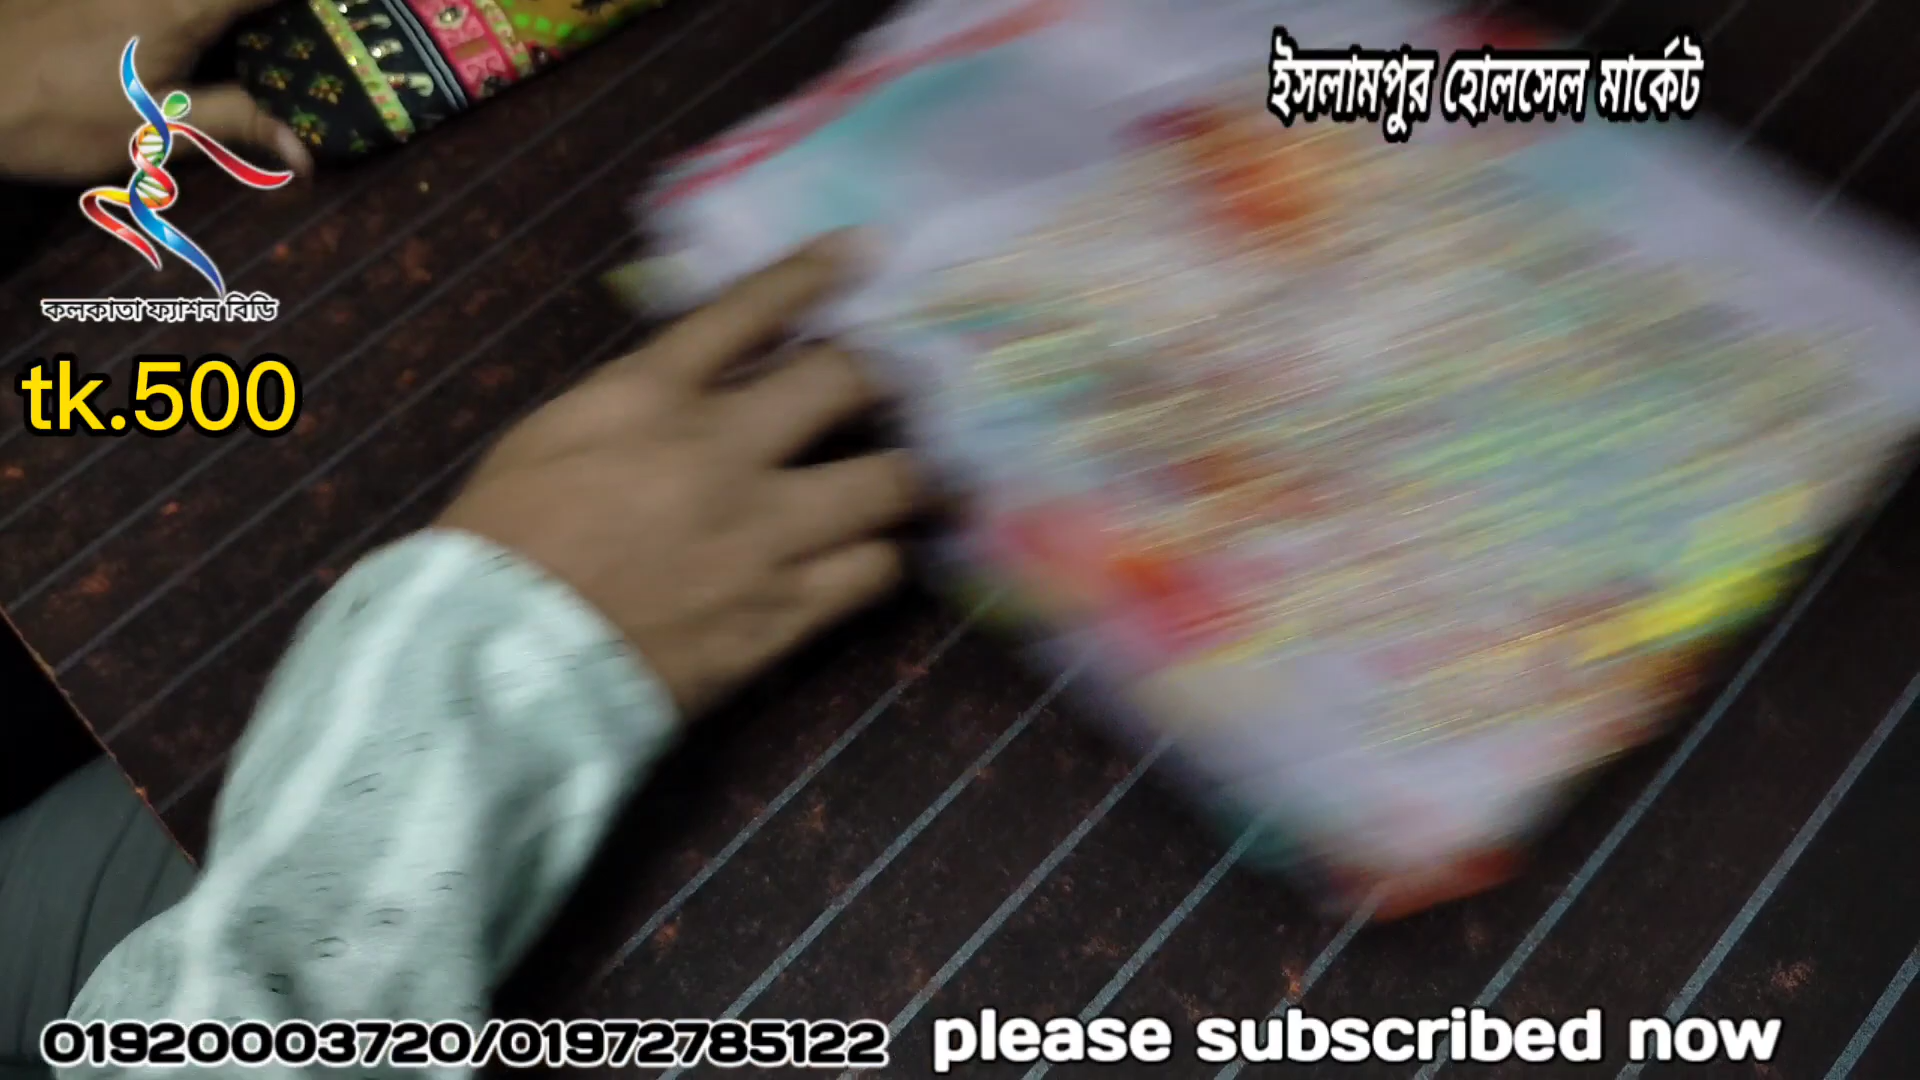 ইসলামপুর হোলসেল মার্কেট
কলকাতা ফ্যাশন বিডি
tk.500
01920003720/01972785122
please subscribed now